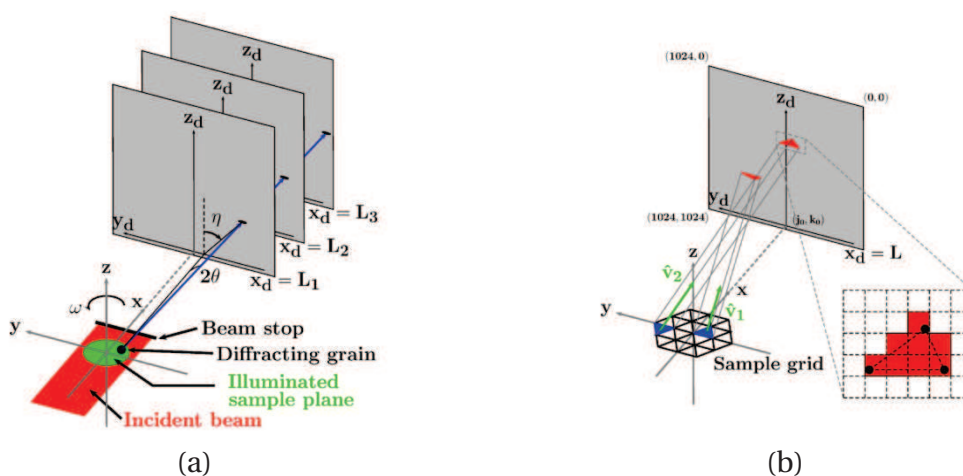 z_d
z_d
z_d
y_d
η
2θ
x_d = L_3
x_d = L_2
x_d = L_1
z
ω
x
y
Beam stop
Diffracting grain
Illuminated
sample plane
Incident beam
(a)
(1024,0)
(0,0)
z_d
y_d
(1024,1024)
(j_0,k_0)
x_d = L
z
v̂_2
x
v̂_1
y
Sample grid
(b)